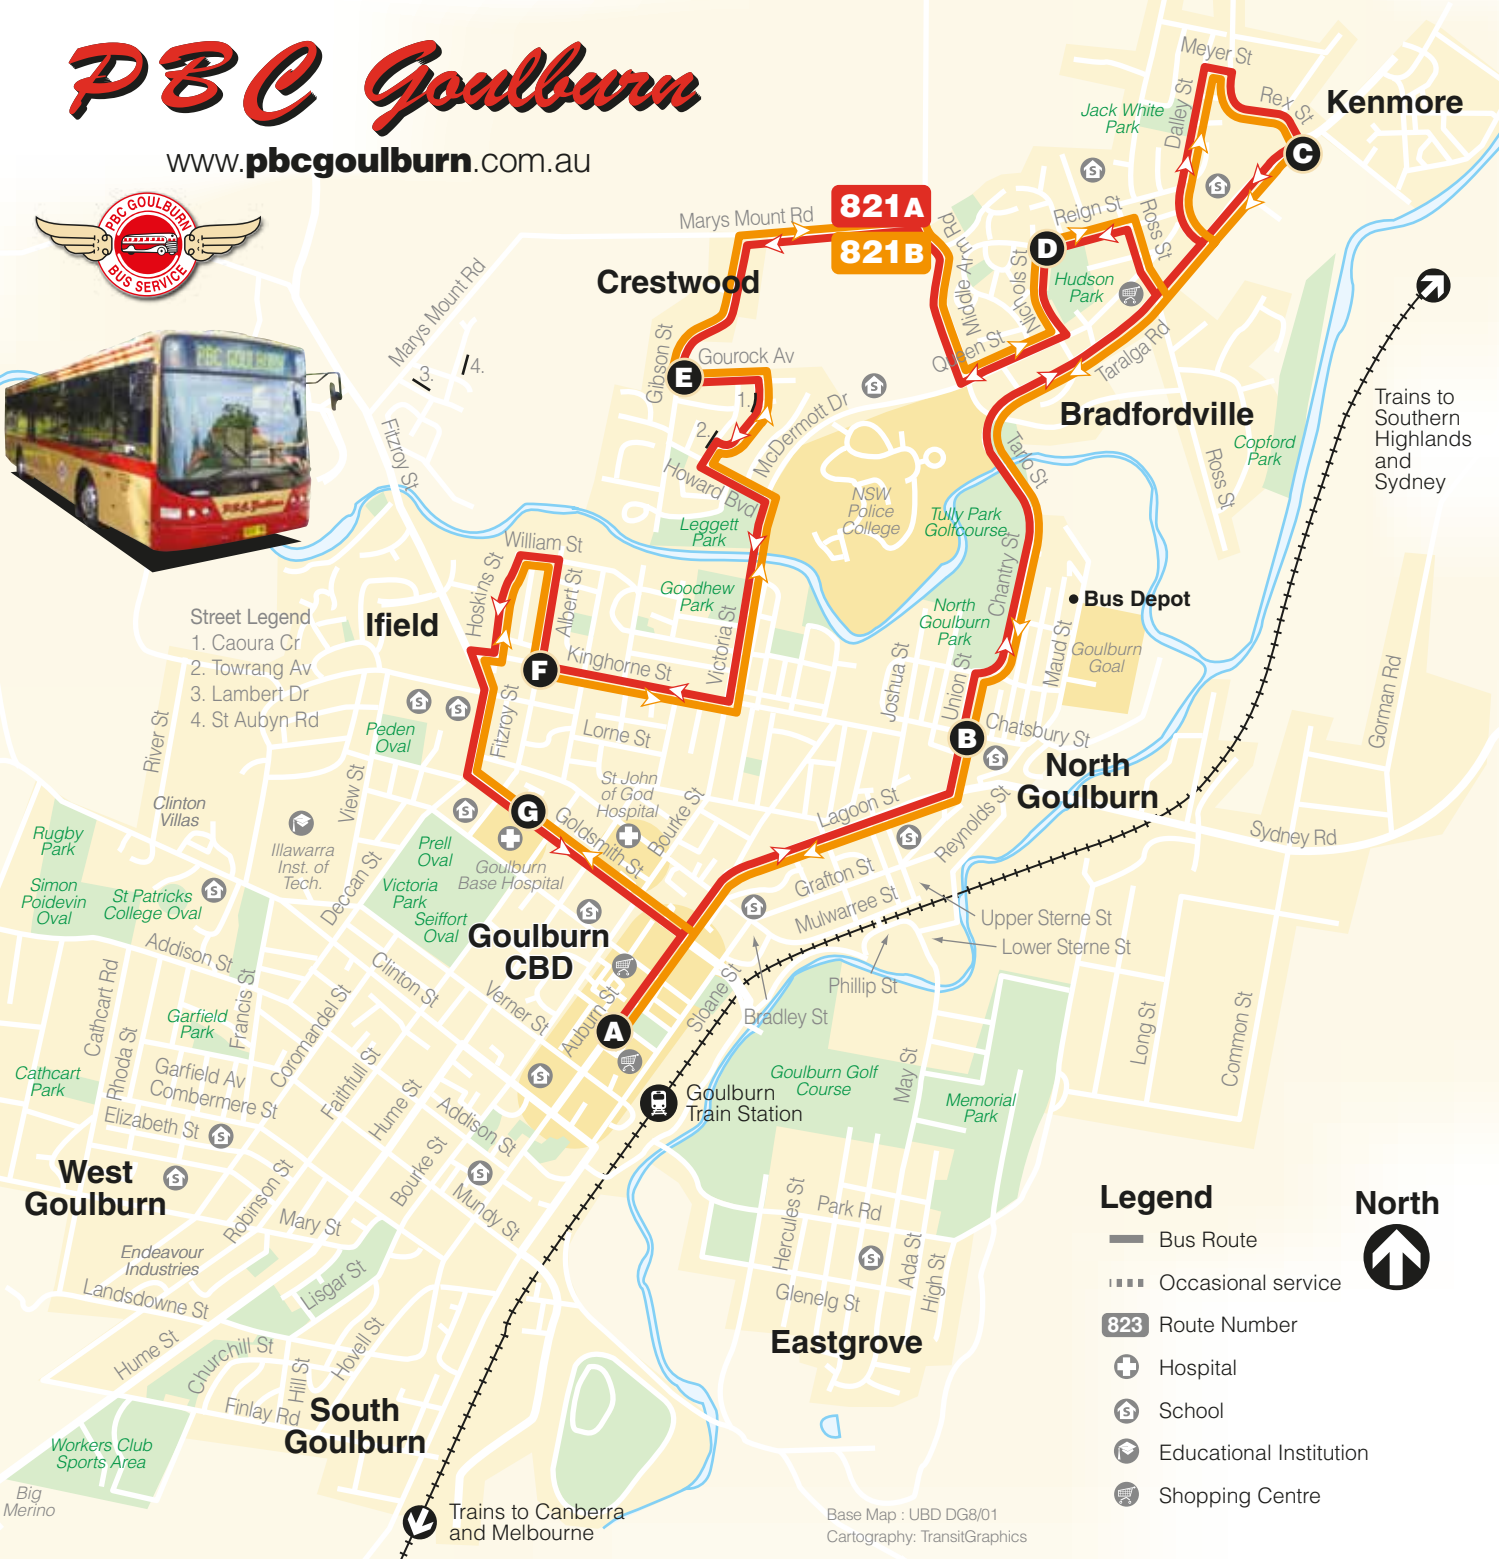 PBC Goulburn
www.pbcgoulburn.com.au
PBC GOULBURN
BUS SERVICE
PBC GOULBURN
Meyer St
Rex St
Kenmore
Jack White
Park
Dalley St
C
821A
821B
Marys Mount Rd
Middle Arm Rd
Reign St
Ross St
D
Nichols St
Hudson
Park
Crestwood
Marys Mount Rd
Gibson St
Gourock Av
E
Queen St
Taralga Rd
3.
4.
1.
2.
McDermott Dr
Bradfordville
Trains to
Southern
Highlands
and
Sydney
Fitzroy St
Howard Bvd
Tarlo St
Copford
Park
Ross St
NSW
Police
College
Tully Park
Golfcourse
Leggett
Park
William St
Hoskins St
Albert St
Goodhew
Park
Chantry St
Bus Depot
North
Goulburn
Park
Street Legend
1. Caoura Cr
2. Towrang Av
3. Lambert Dr
4. St Aubyn Rd
Ifield
F
Kinghorne St
Victoria St
Joshua St
Union St
Maud St
Goulburn
Goal
Gorman Rd
River St
Peden
Oval
Fitzroy St
Lorne St
B
Chatsbury St
North
Goulburn
View St
St John
of God
Hospital
Clinton
Villas
G
Goldsmith St
Bourke St
Lagoon St
Reynolds St
Sydney Rd
Rugby
Park
Illawarra
Inst. of
Tech.
Prell
Oval
Goulburn
Base Hospital
Grafton St
Simon
Poidevin
Oval
St Patricks
College Oval
Deccan St
Victoria
Park
Seiffort
Oval
Goulburn
CBD
Mulwarree St
Upper Sterne St
Lower Sterne St
Addison St
Clinton St
Verner St
Auburn St
Sloane St
Phillip St
Bradley St
A
Cathcart Rd
Francis St
Garfield
Park
Coromandel St
Rhoda St
Garfield Av
Combermere St
Cathcart
Park
Elizabeth St
Faithfull St
Hume St
Addison St
Goulburn
Train Station
Goulburn Golf
Course
May St
Memorial
Park
Long St
Common St
West
Goulburn
Robinson St
Bourke St
Mundy St
Mary St
Hercules St
Park Rd
Ada St
High St
Glenelg St
Eastgrove
Endeavour
Industries
Landsdowne St
Lisgar St
Hume St
Churchill St
Hill St
Hovell St
Finlay Rd
South
Goulburn
Workers Club
Sports Area
Big
Merino
Trains to Canberra
and Melbourne
Legend
Bus Route
Occasional service
823 Route Number
Hospital
School
Educational Institution
Shopping Centre
North
Base Map : UBD DG8/01
Cartography: TransitGraphics